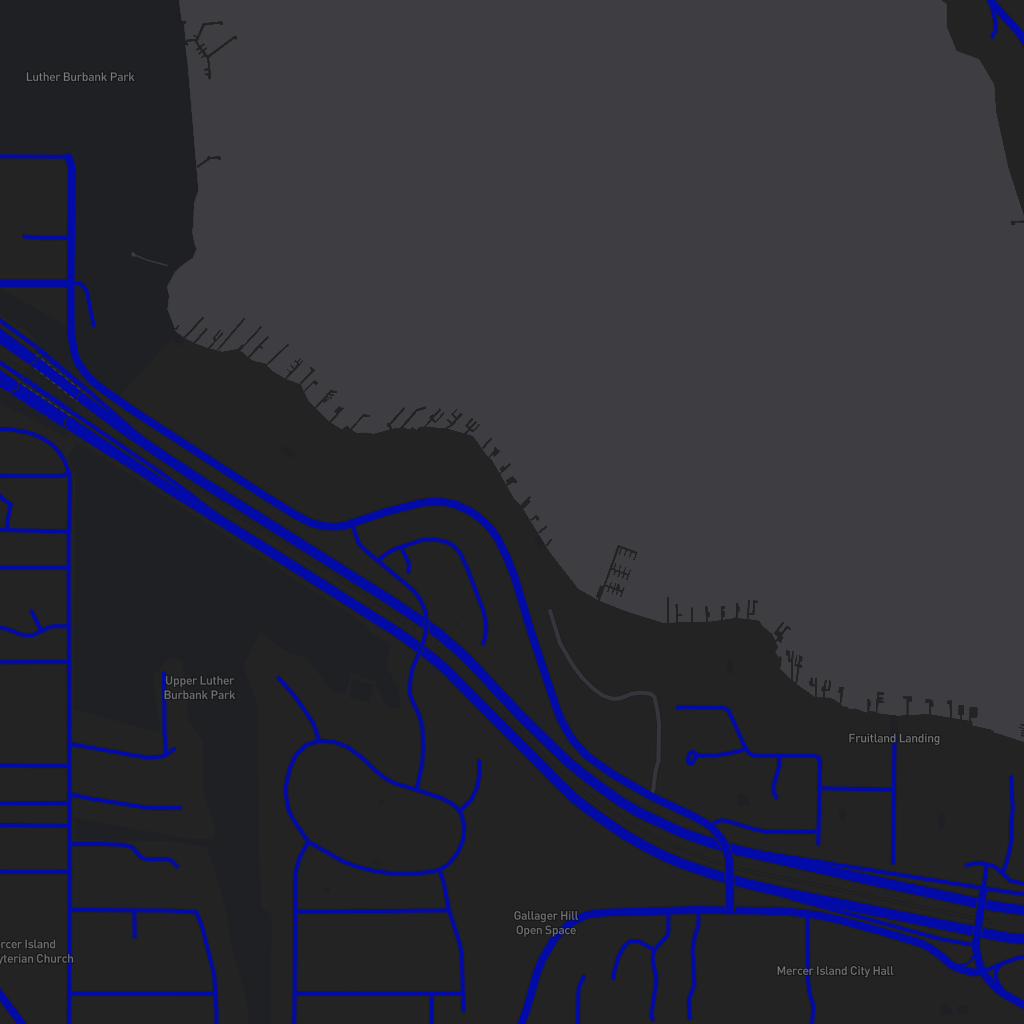 Luther Burbank Park
Upper Luther
Burbank Park
Fruitland Landing
Gallager Hill
Open Space
rcer Island
yterian Church
Mercer Island City Hall